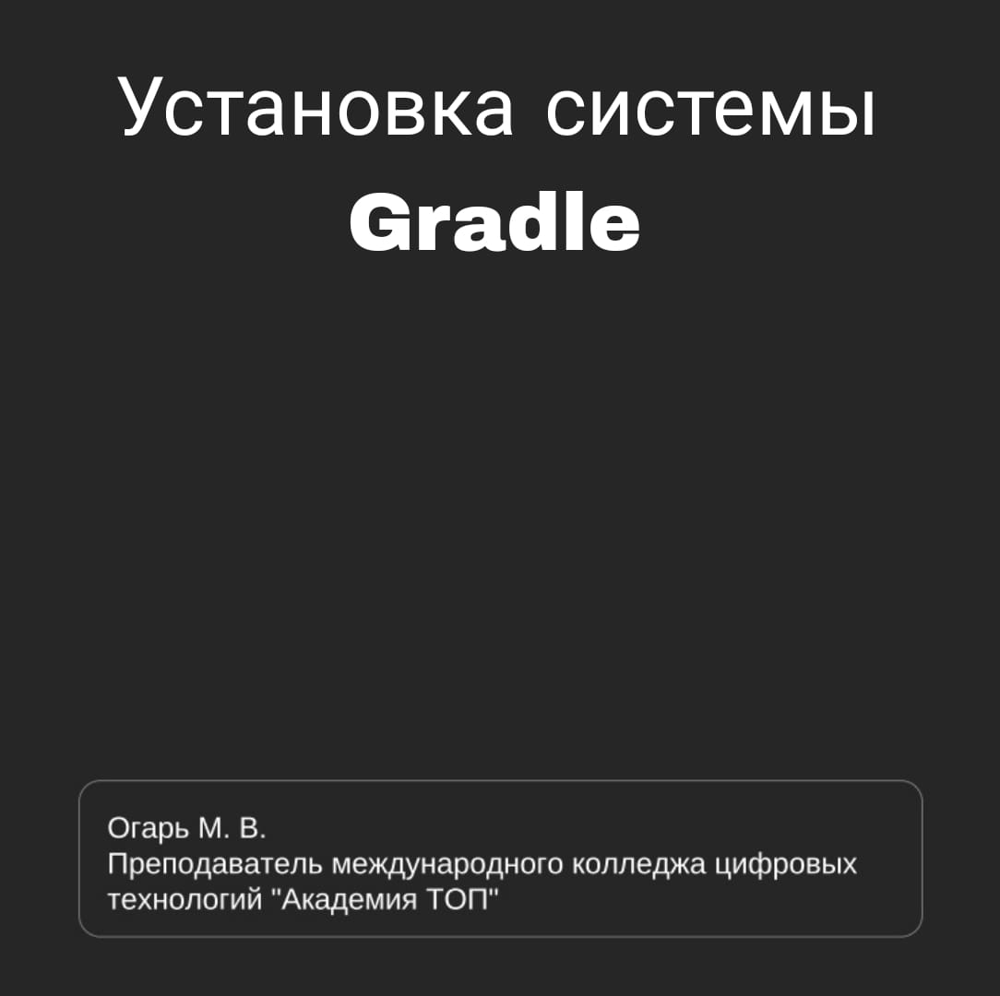 Установка системы
Gradle
Огарь М. В.
Преподаватель международного колледжа цифровых
технологий "Академия ТОП"